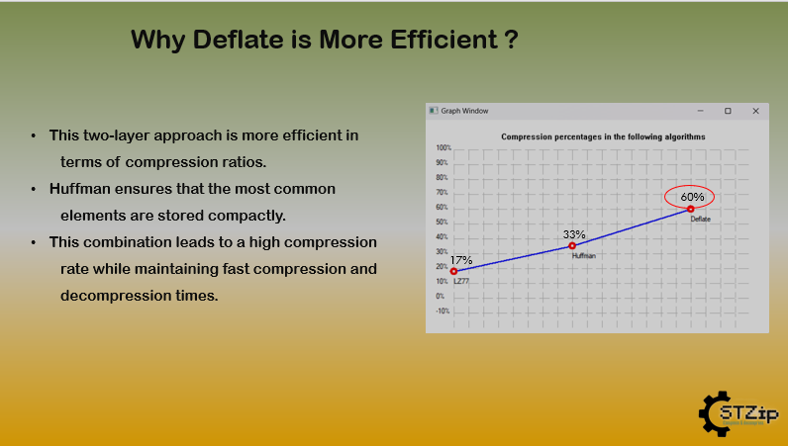 Why Deflate is More Efficient ?
• This two-layer approach is more efficient in
terms of compression ratios.
• Huffman ensures that the most common
elements are stored compactly.
• This combination leads to a high compression
rate while maintaining fast compression and
decompression times.
Graph Window
Compression percentages in the following algorithms
100%
90%
80%
70%
60%
50%
40%
30%
20%
10%
0%
-10%
60%
Deflate
33%
Huffman
17%
LZ77
STZip